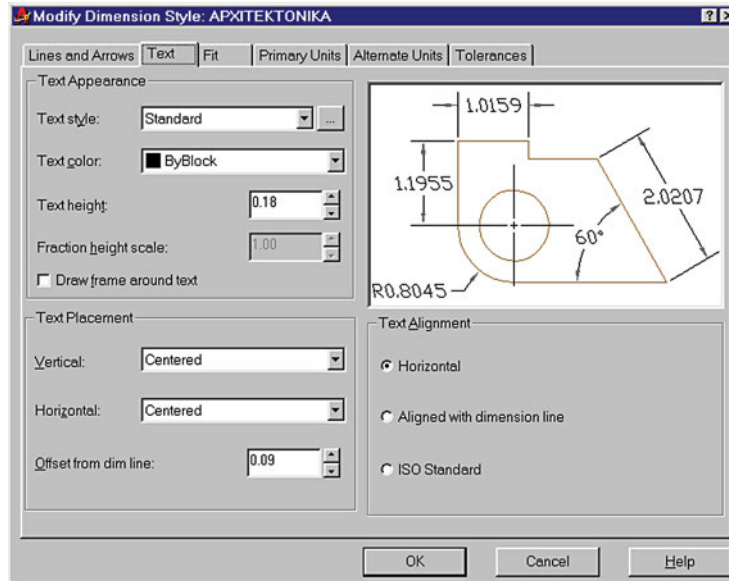 Modify Dimension Style: ΑΡΧΙΤΕΚΤΟΝΙΚΑ
Lines and Arrows Text Fit Primary Units Alternate Units Tolerances
Text Appearance
Text style: Standard ...
Text color: ByBlock
Text height: 0.18
Fraction height scale: 1.00
Draw frame around text
1.0159
1.1955
2.0207
60°
R0.8045
Text Placement
Vertical: Centered
Horizontal: Centered
Offset from dim line: 0.09
Text Alignment
Horizontal
Aligned with dimension line
ISO Standard
OK Cancel Help